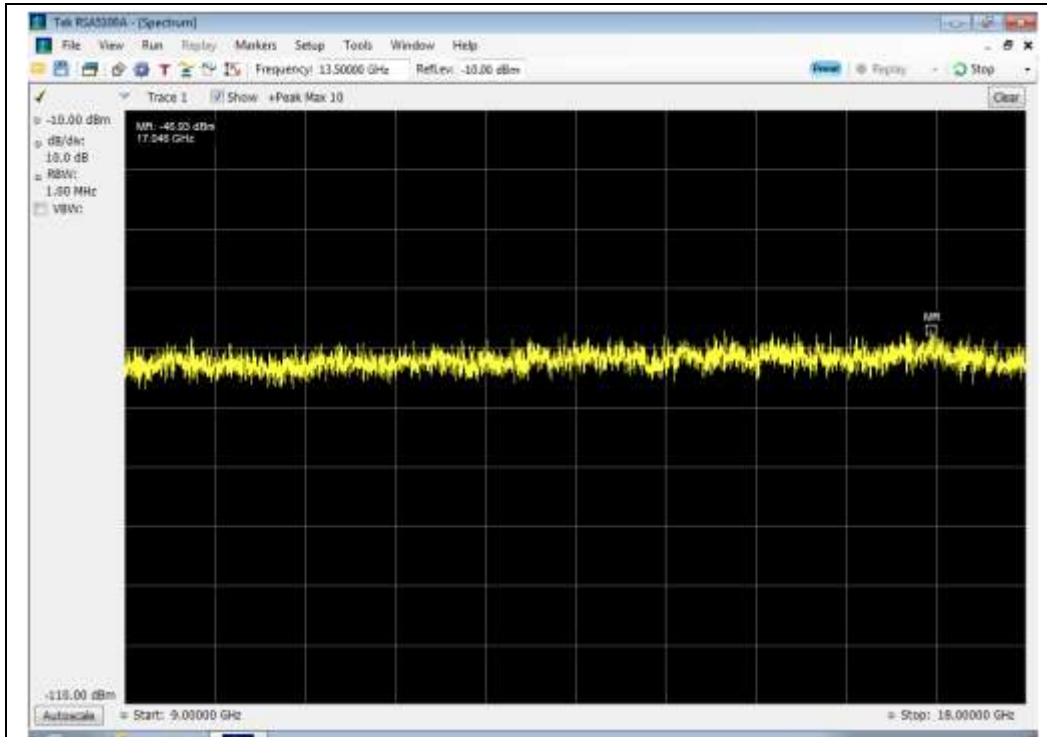 Tek RSA5100A - [Spectrum]
File View Run Replay Markers Setup Tools Window Help
Frequency: 13.50000 GHz RefLev: -10.00 dBm Preset Replay Stop
Trace 1 Show +Peak Max 10 Clear
-10.00 dBm
dB/div:
10.0 dB
RBW:
1.00 MHz
VBW:
MR: -46.93 dBm
17.046 GHz
MR
-110.00 dBm
Autoscale Start: 9.00000 GHz Stop: 18.00000 GHz